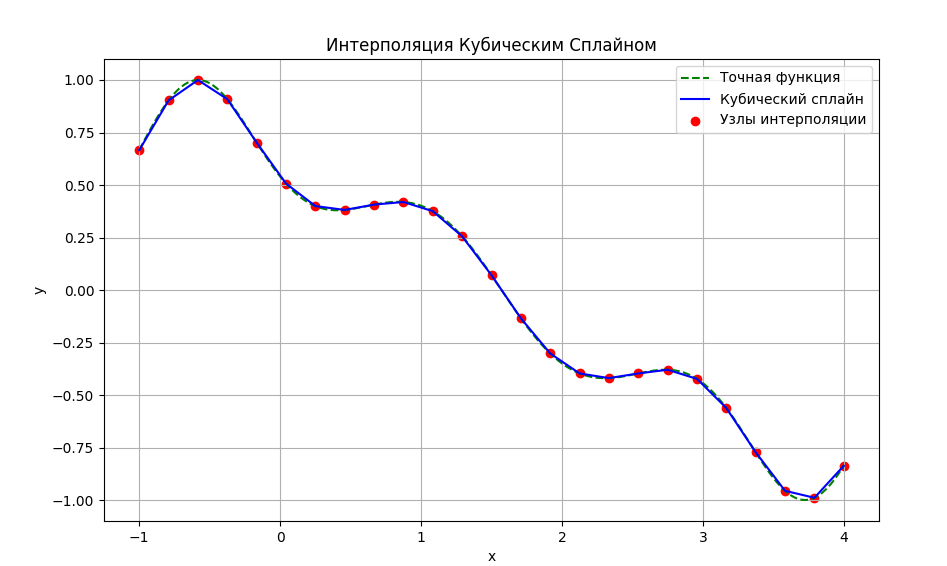 Интерполяция Кубическим Сплайном
Точная функция
Кубический сплайн
Узлы интерполяции
1.00
0.75
0.50
0.25
0.00
−0.25
−0.50
−0.75
−1.00
y
−1
0
1
2
3
4
x